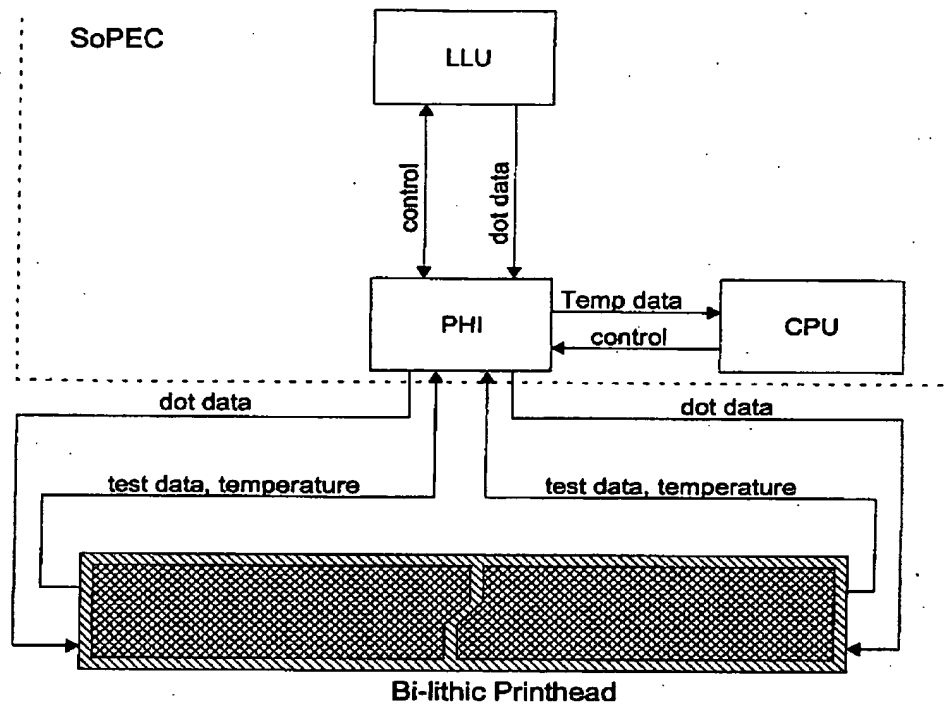 SoPEC
LLU
control
dot data
PHI
Temp data
control
CPU
dot data
dot data
test data, temperature
test data, temperature
Bi-lithic Printhead